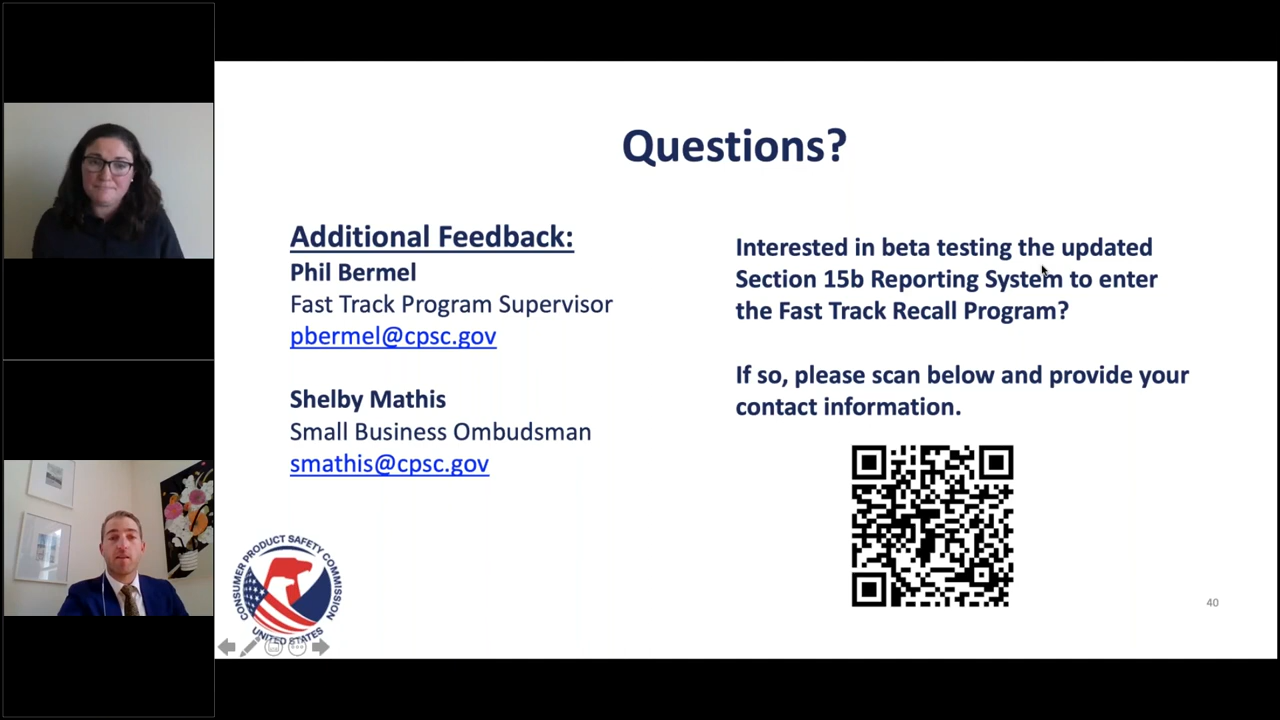 Questions?
Additional Feedback:
Phil Bermel
Fast Track Program Supervisor
pbermel@cpsc.gov
Shelby Mathis
Small Business Ombudsman
smathis@cpsc.gov
Interested in beta testing the updated
Section 15b Reporting System to enter
the Fast Track Recall Program?
If so, please scan below and provide your
contact information.
CONSUMER PRODUCT SAFETY COMMISSION
UNITED STATES
40